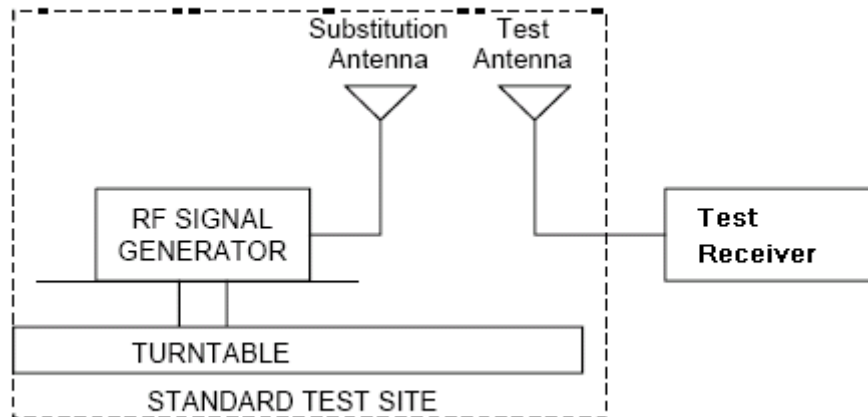 Substitution
Antenna
Test
Antenna
RF SIGNAL
GENERATOR
Test
Receiver
TURNTABLE
STANDARD TEST SITE